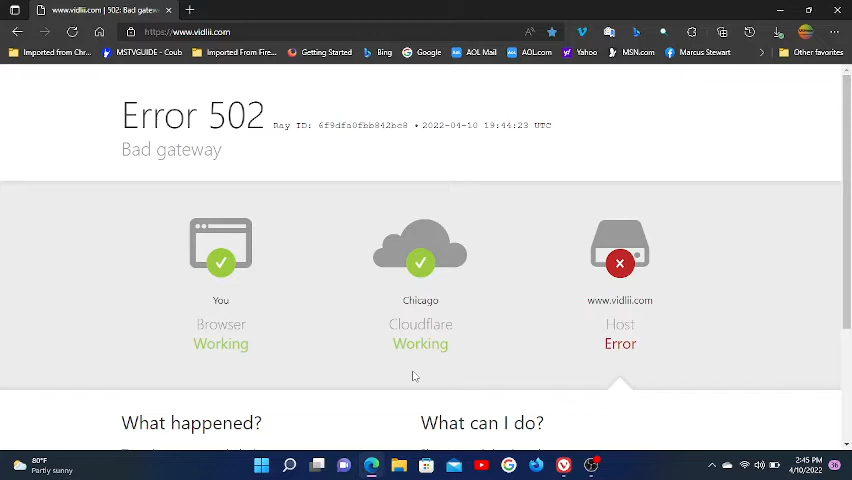 www.vidlii.com | 502: Bad gatew
https://www.vidlii.com
Imported from Chr...
MSTVGUIDE - Coub
Imported From Fire...
Getting Started
Bing
Google
AOL Mail
AOL.com
Yahoo
MSN.com
Marcus Stewart
Other favorites
Error 502 Ray ID: 6f9dfa0fbb842bc8 • 2022-04-10 19:44:23 UTC
Bad gateway
You
Browser
Working
Chicago
Cloudflare
Working
www.vidlii.com
Host
Error
What happened?
What can I do?
80°F
Partly sunny
2:45 PM
4/10/2022
36